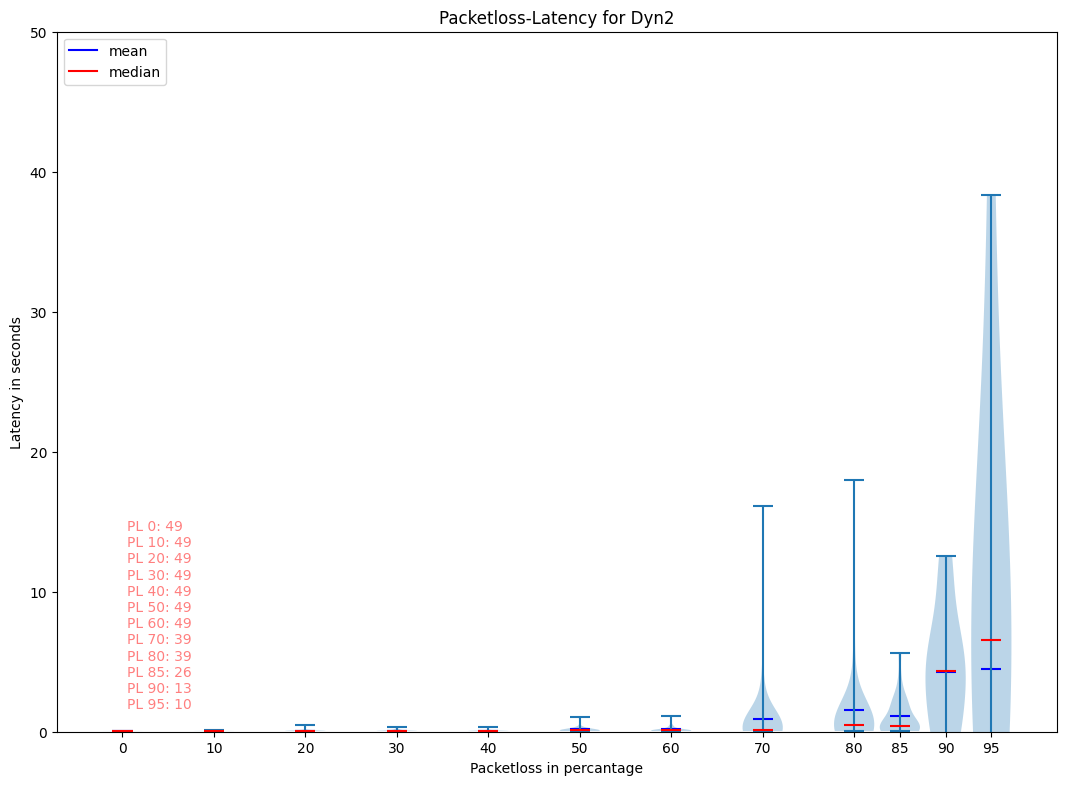 Packetloss-Latency for Dyn2
50
mean
median
40
30
20
10
0
Latency in seconds
PL 0: 49
PL 10: 49
PL 20: 49
PL 30: 49
PL 40: 49
PL 50: 49
PL 60: 49
PL 70: 39
PL 80: 39
PL 85: 26
PL 90: 13
PL 95: 10
0 10 20 30 40 50 60 70 80 85 90 95
Packetloss in percantage